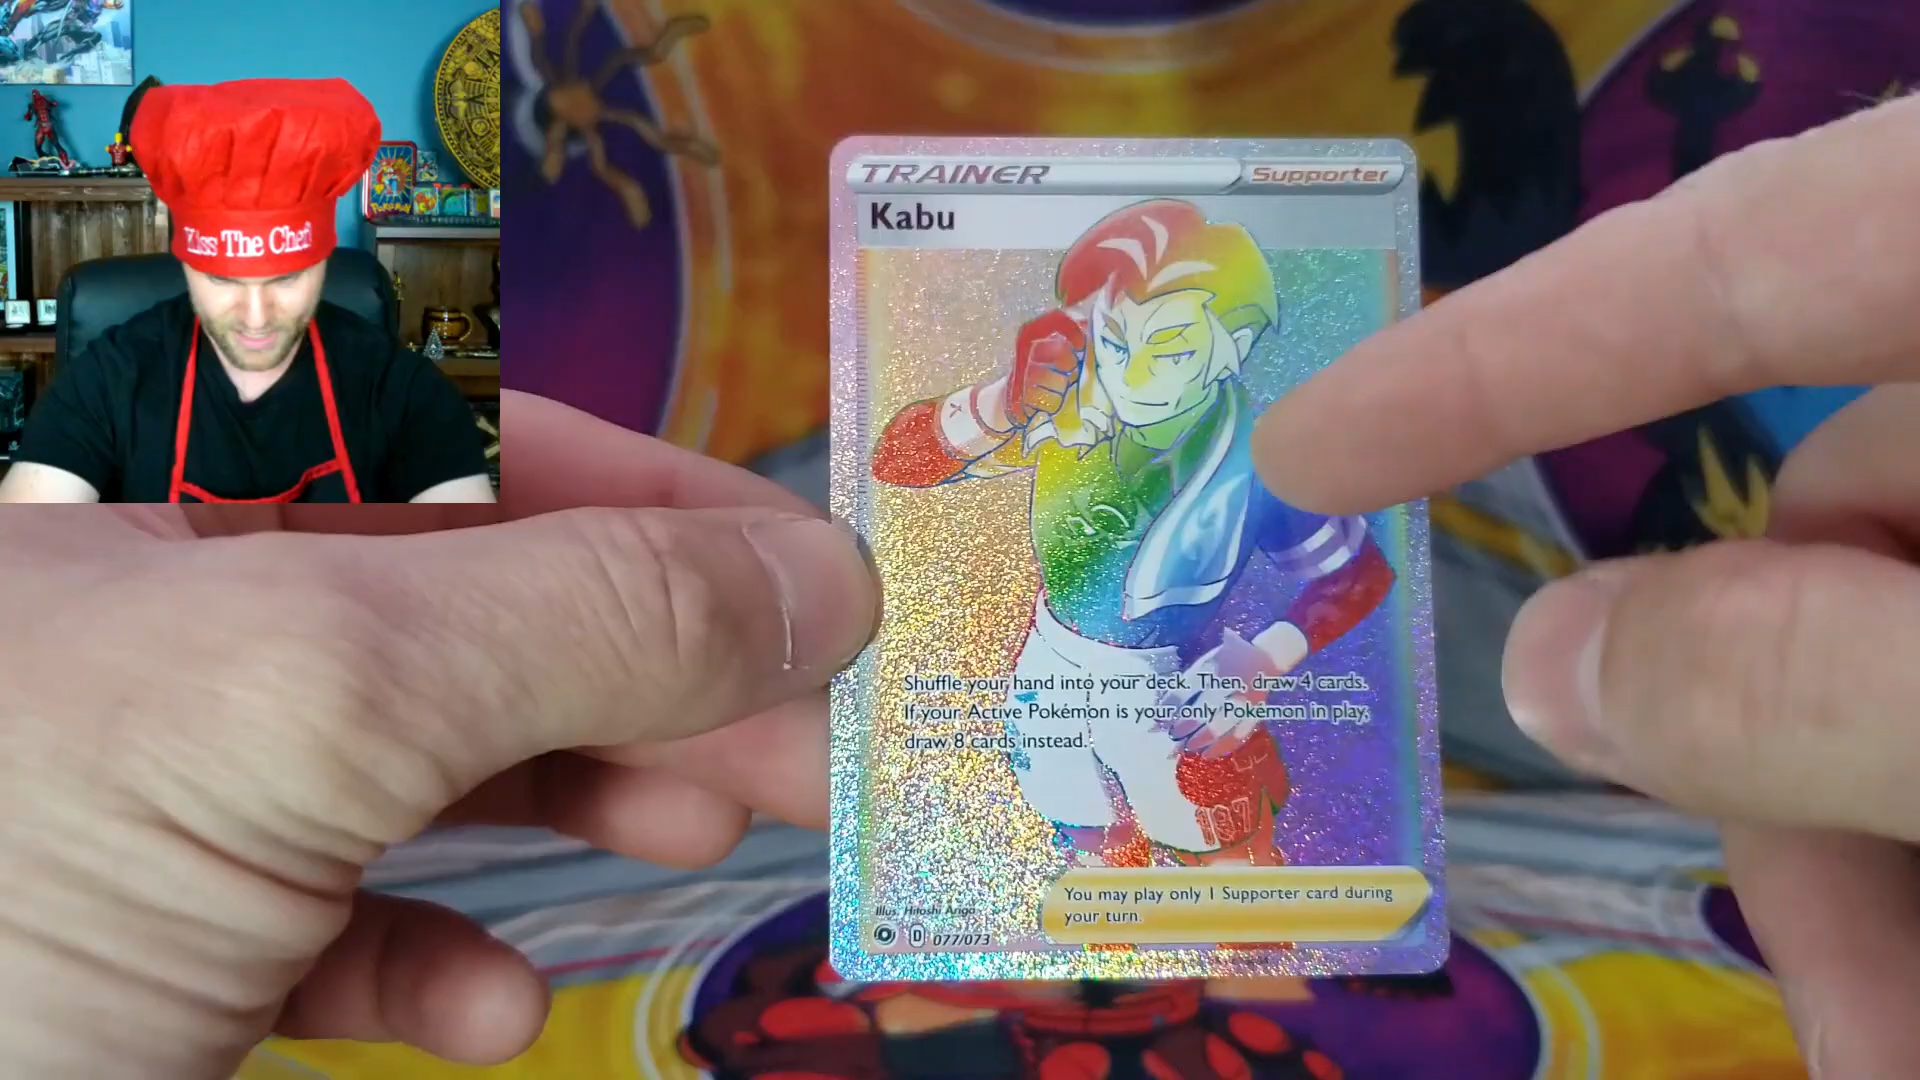 Kiss The Chef
POKéMON
TRAINER
Supporter
Kabu
Shuffle your hand into your deck. Then, draw 4 cards.
If your Active Pokémon is your only Pokémon in play,
draw 8 cards instead.
197
You may play only 1 Supporter card during
your turn.
Illus. Hitoshi Ariga
D 077/073